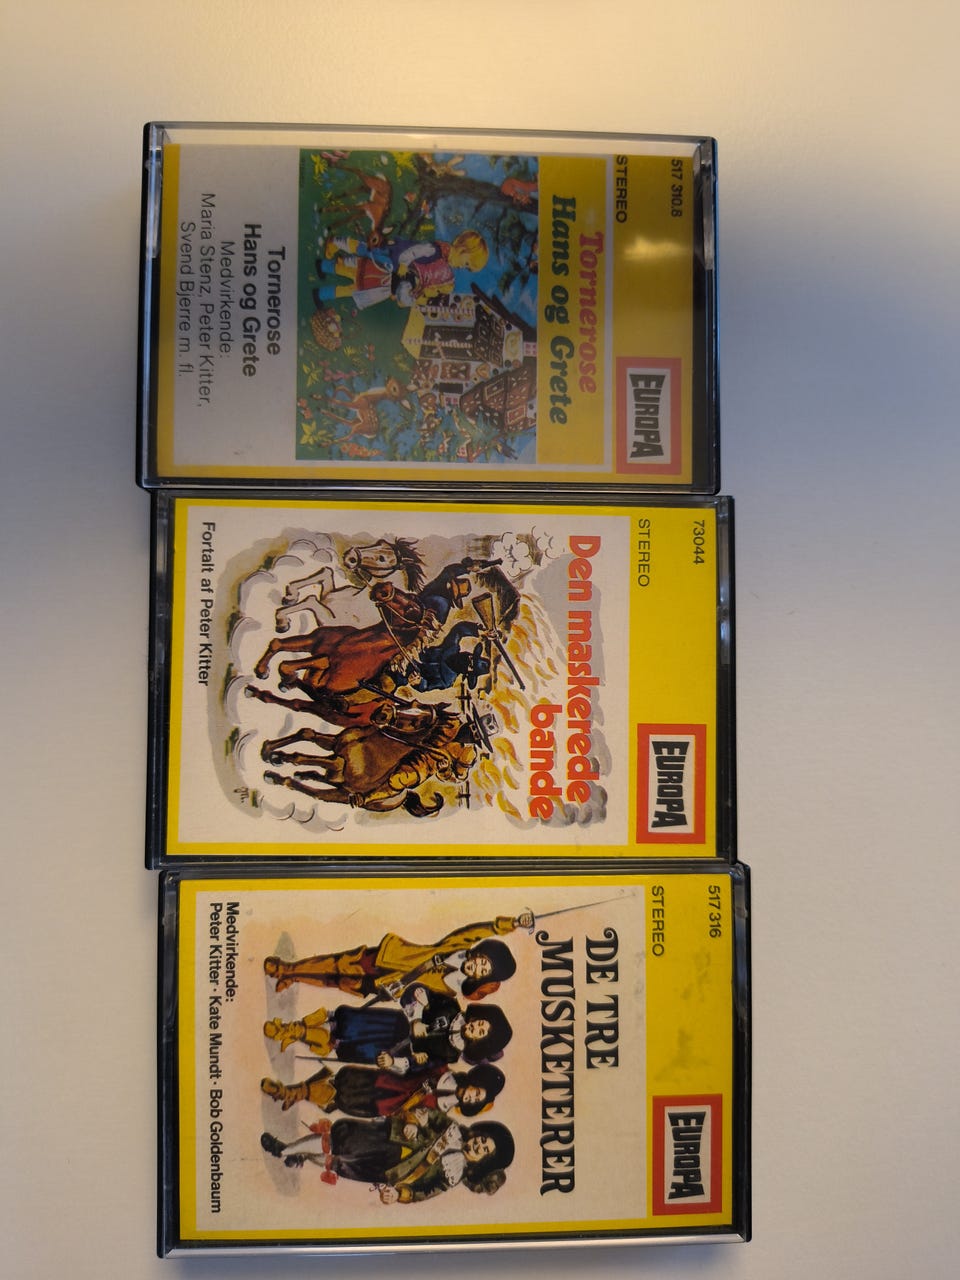 517 310.8
STEREO
EUROPA
Tornerose
Hans og Grete
Tornerose
Hans og Grete
Medvirkende:
Maria Stenz, Peter Kitter,
Svend Bjerre m. fl.
73044
STEREO
EUROPA
Den maskerede
bande
Fortalt af Peter Kitter
517 316
STEREO
EUROPA
DE TRE
MUSKETERER
Medvirkende:
Peter Kitter · Kate Mundt · Bob Goldenbaum